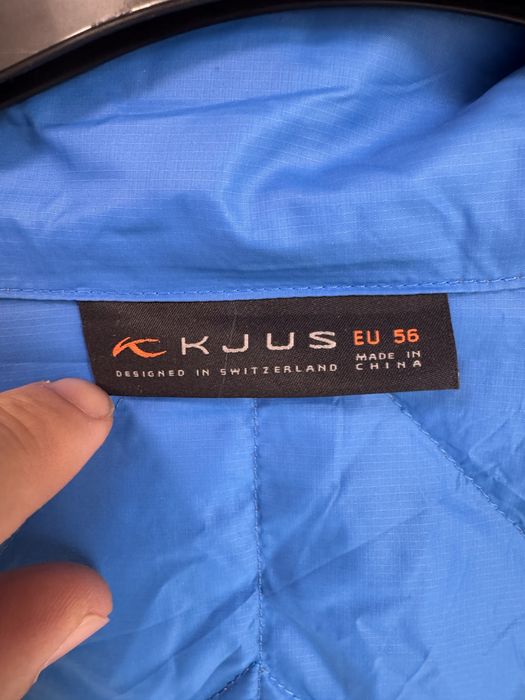 KJUS EU 56
DESIGNED IN SWITZERLAND MADE IN CHINA